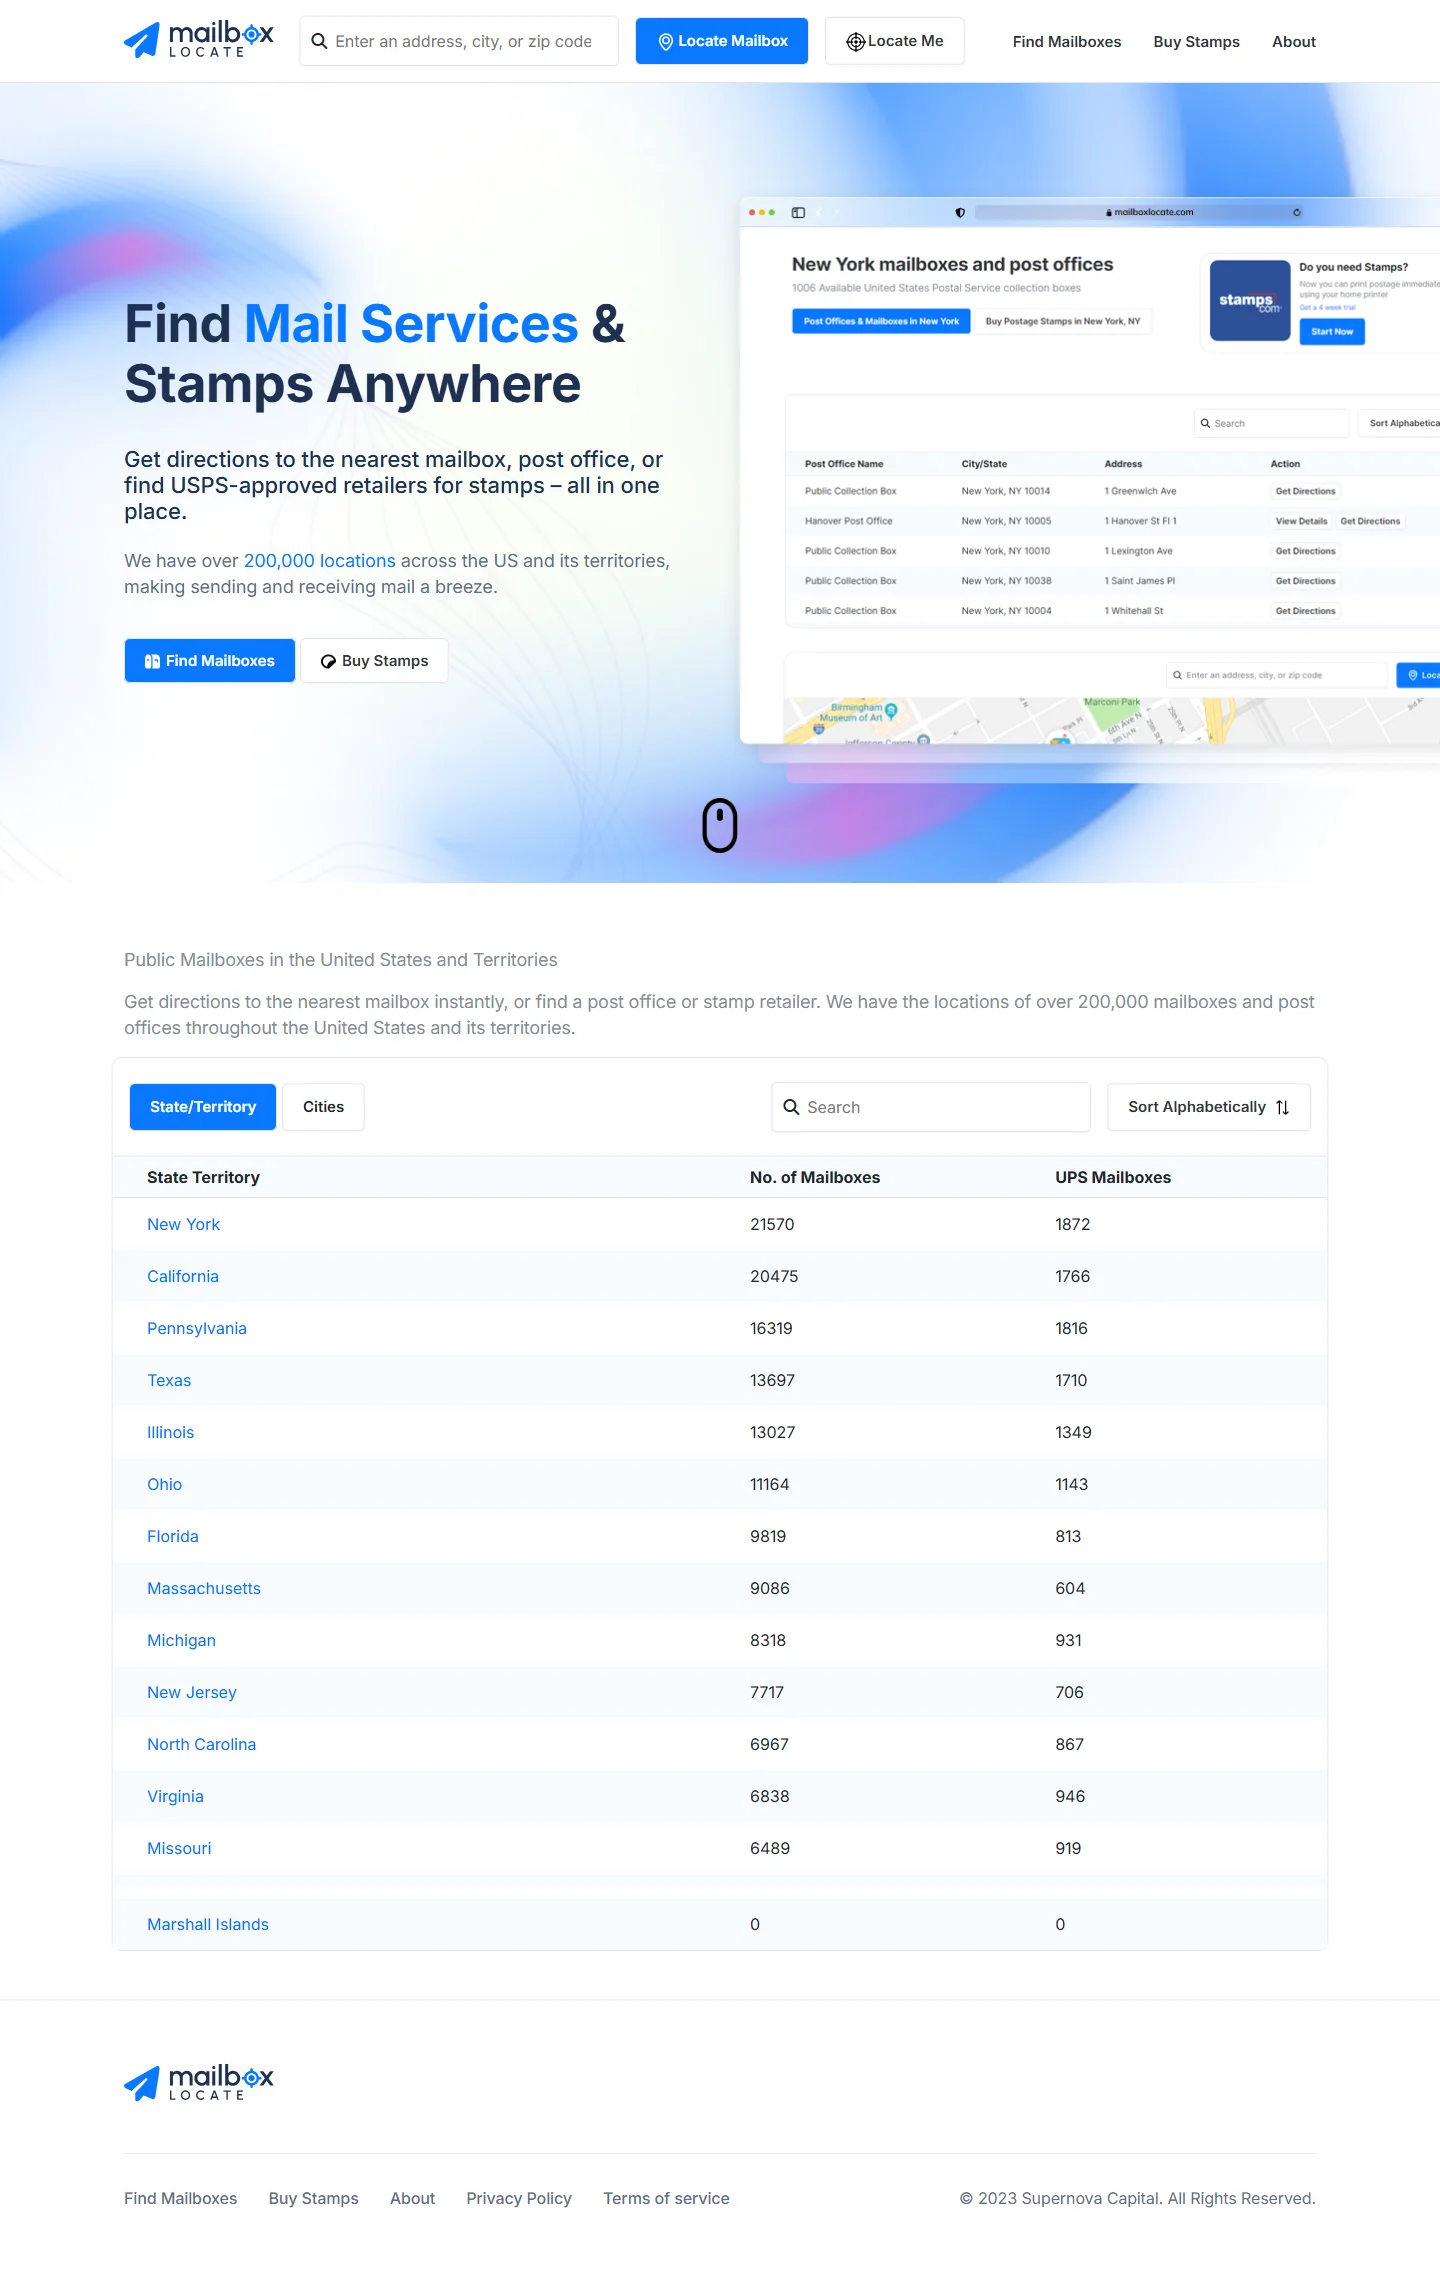 mailbox
LOCATE
Enter an address, city, or zip code
Locate Mailbox
Locate Me
Find Mailboxes
Buy Stamps
About
Find Mail Services &
Stamps Anywhere
Get directions to the nearest mailbox, post office, or
find USPS-approved retailers for stamps – all in one
place.
We have over 200,000 locations across the US and its territories,
making sending and receiving mail a breeze.
Find Mailboxes
Buy Stamps
mailboxlocate.com
New York mailboxes and post offices
1006 Available United States Postal Service collection boxes
Post Offices & Mailboxes in New York
Buy Postage Stamps in New York, NY
stamps
.com
Do you need Stamps?
Now you can print postage immediate
using your home printer
Get a 4 week trial
Start Now
Search
Sort Alphabetica
Post Office Name City/State Address Action
Public Collection Box New York, NY 10014 1 Greenwich Ave Get Directions
Hanover Post Office New York, NY 10005 1 Hanover St Fl 1 View Details Get Directions
Public Collection Box New York, NY 10010 1 Lexington Ave Get Directions
Public Collection Box New York, NY 10038 1 Saint James Pl Get Directions
Public Collection Box New York, NY 10004 1 Whitehall St Get Directions
Enter an address, city, or zip code
Loca
Birmingham
Museum of Art
Marconi Park
Jefferson County
6th Ave N
Public Mailboxes in the United States and Territories
Get directions to the nearest mailbox instantly, or find a post office or stamp retailer. We have the locations of over 200,000 mailboxes and post
offices throughout the United States and its territories.
State/Territory
Cities
Search
Sort Alphabetically
State Territory No. of Mailboxes UPS Mailboxes
New York 21570 1872
California 20475 1766
Pennsylvania 16319 1816
Texas 13697 1710
Illinois 13027 1349
Ohio 11164 1143
Florida 9819 813
Massachusetts 9086 604
Michigan 8318 931
New Jersey 7717 706
North Carolina 6967 867
Virginia 6838 946
Missouri 6489 919
Marshall Islands 0 0
mailbox
LOCATE
Find Mailboxes
Buy Stamps
About
Privacy Policy
Terms of service
© 2023 Supernova Capital. All Rights Reserved.